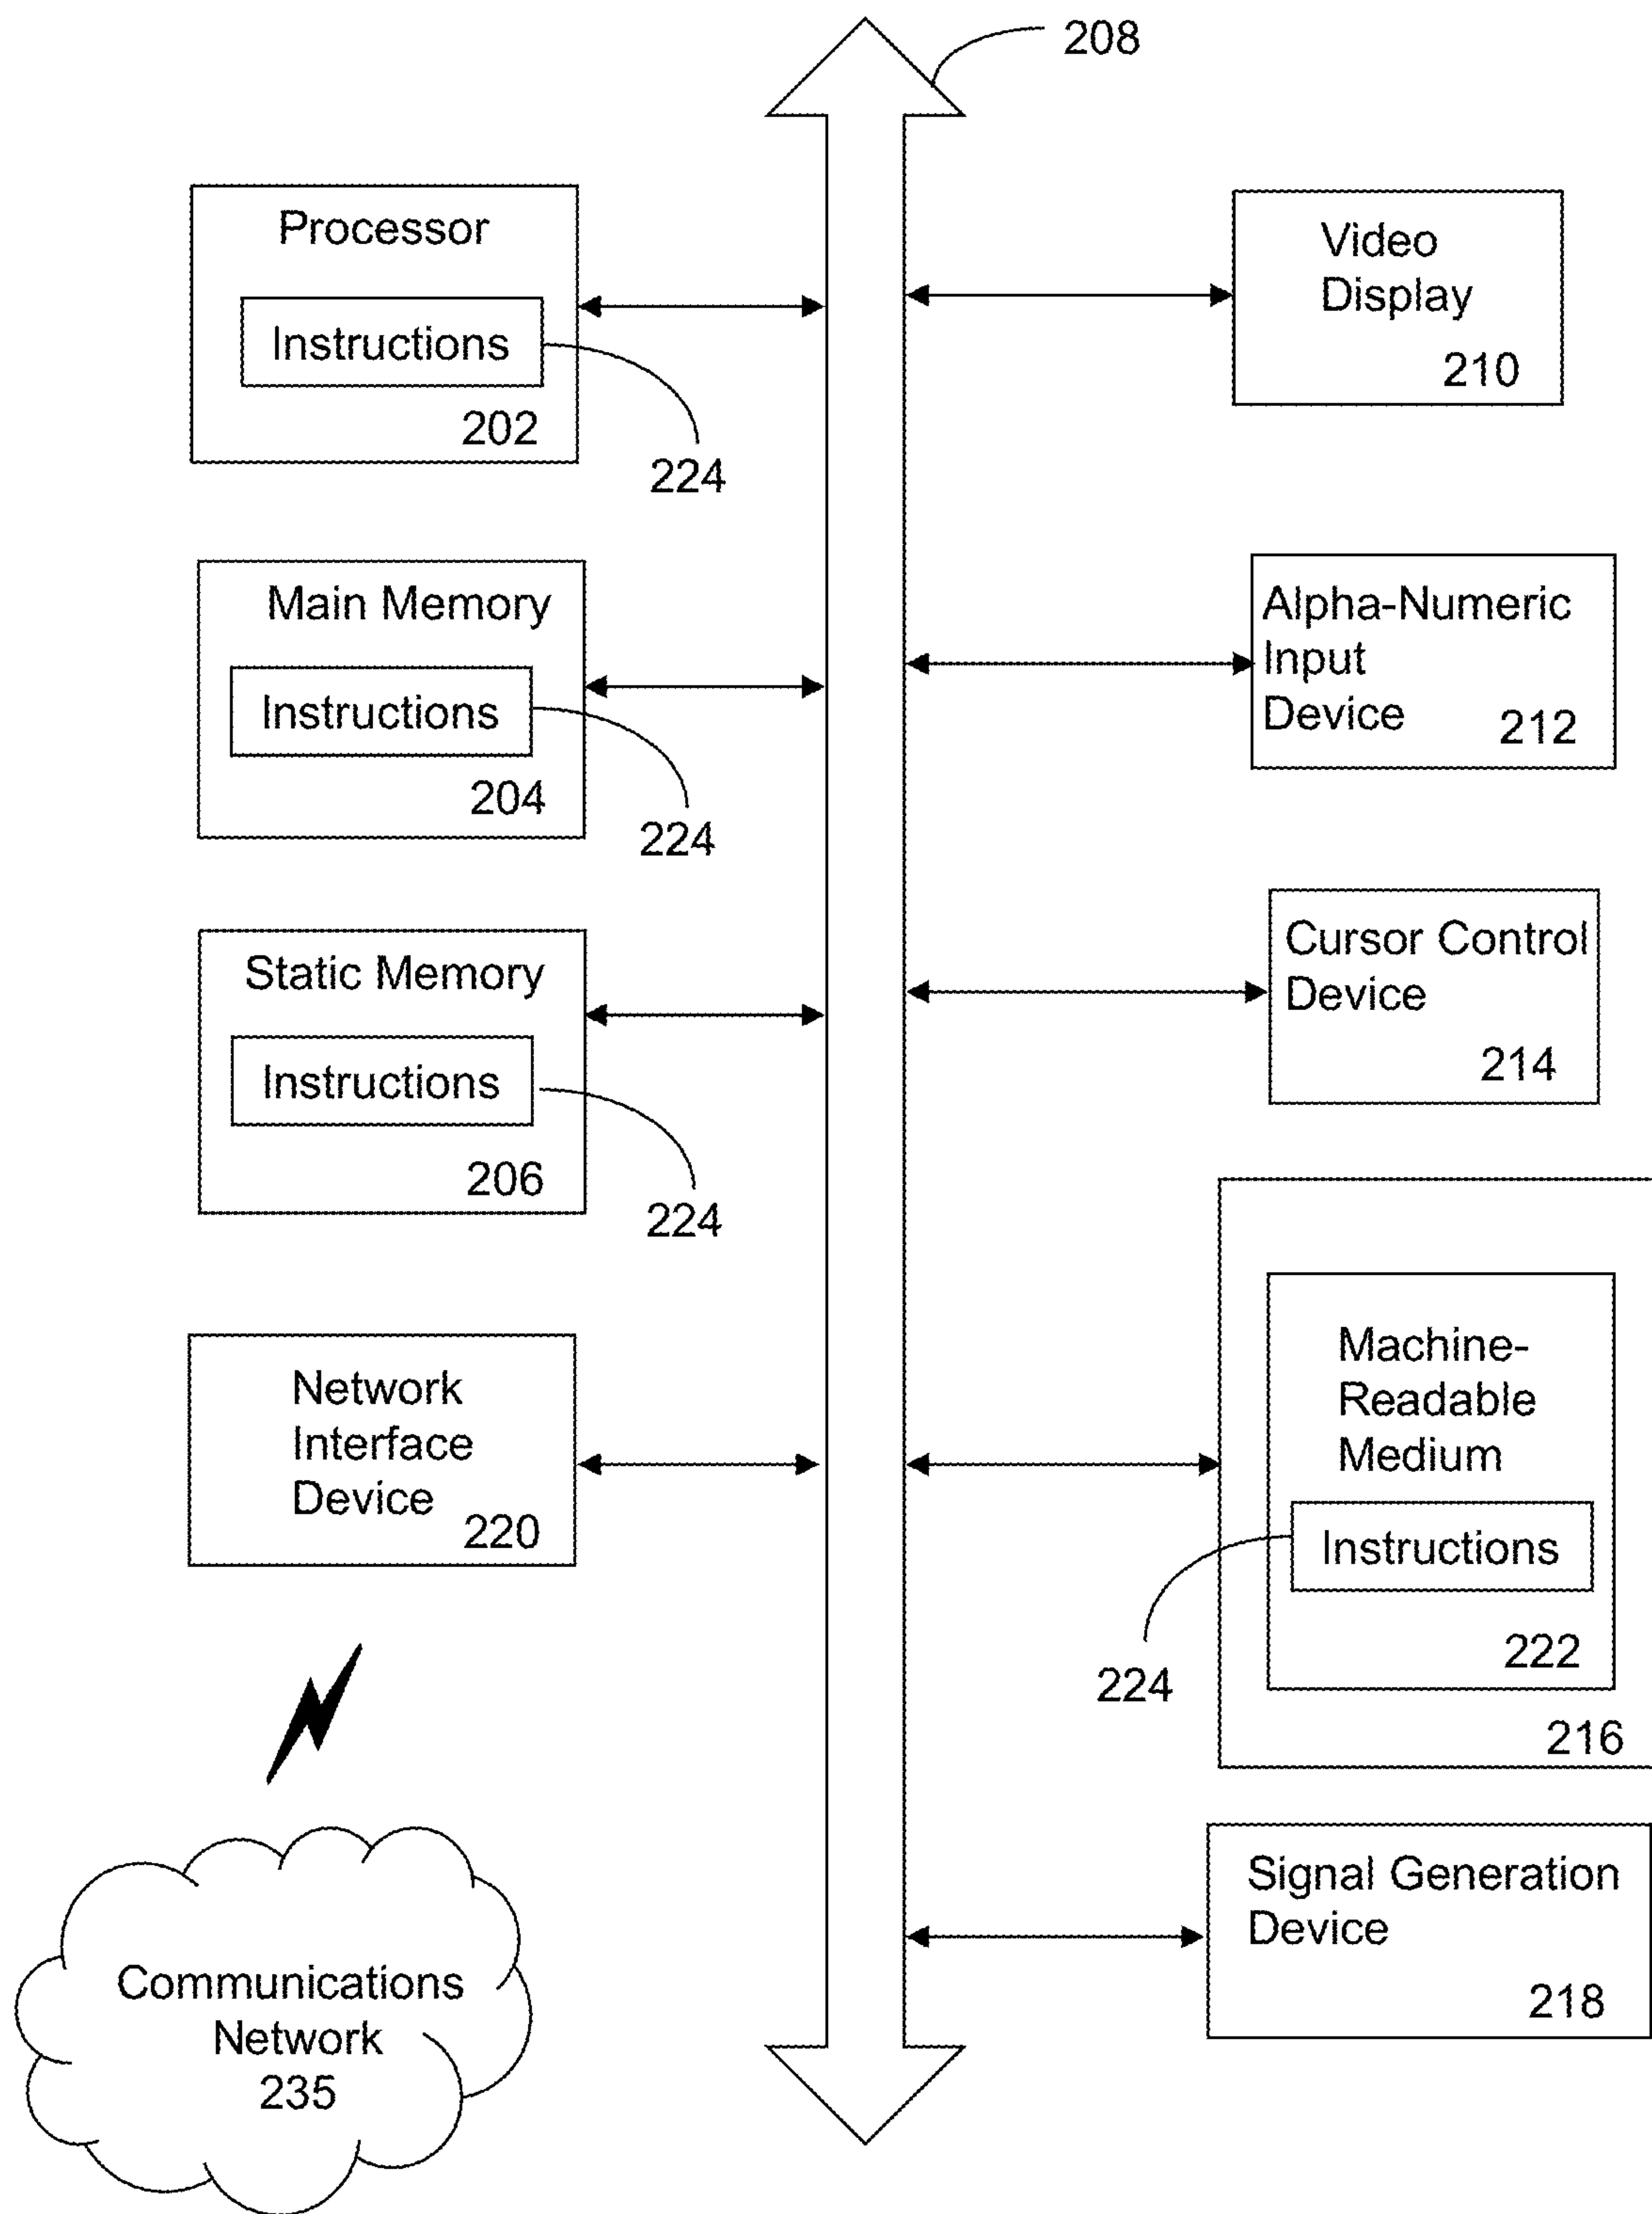 208
Processor
Instructions
202
224
Main Memory
Instructions
204
224
Static Memory
Instructions
206
224
Network
Interface
Device
220
Communications
Network
235
Video
Display
210
Alpha-Numeric
Input
Device
212
Cursor Control
Device
214
Machine-
Readable
Medium
Instructions
224
222
216
Signal Generation
Device
218